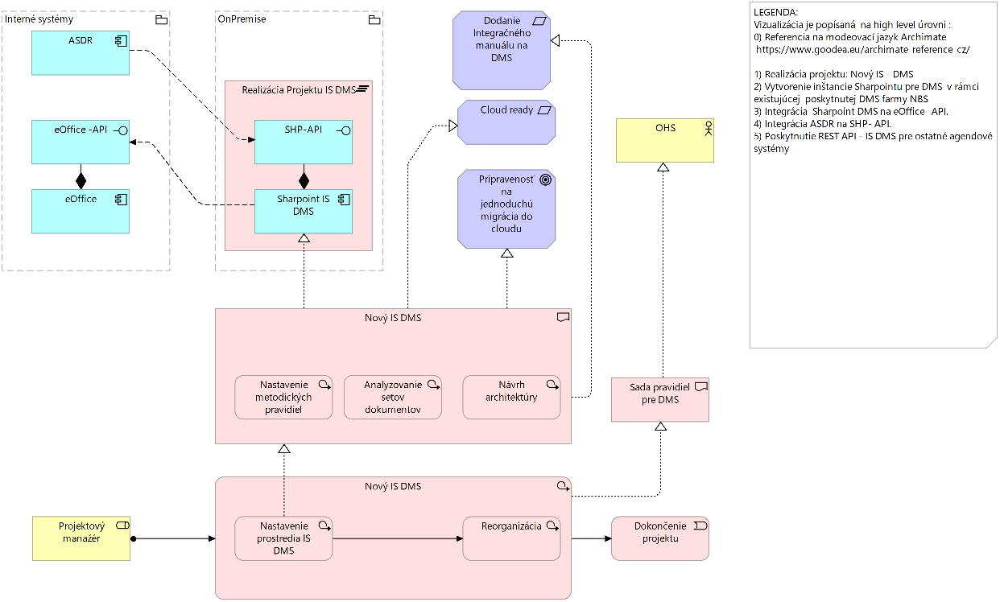 Interné systémy
ASDR
eOffice -API
eOffice
OnPremise
Realizácia Projektu IS DMS
SHP-API
Sharpoint IS
DMS
Dodanie
Integračného
manuálu na
DMS
Cloud ready
Pripravenosť
na
jednoduchú
migrácia do
cloudu
OHS
LEGENDA:
Vizualizácia je popísaná  na high level úrovni :
0) Referencia na modeovací jazyk Archimate
https://www.goodea.eu/archimate reference cz/
1) Realizácia projektu: Nový IS - DMS
2) Vytvorenie inštancie Sharpointu pre DMS  v rámci
existujúcej  poskytnutej DMS farmy NBS
3) Integrácia  Sharpoint DMS na eOffice  API.
4) Integrácia ASDR na SHP- API.
5) Poskytnutie REST API - IS DMS pre ostatné agendové
systémy
Nový IS DMS
Nastavenie
metodických
pravidiel
Analyzovanie
setov
dokumentov
Návrh
architektúry
Sada pravidiel
pre DMS
Nový IS DMS
Projektový
manažér
Nastavenie
prostredia IS
DMS
Reorganizácia
Dokončenie
projektu